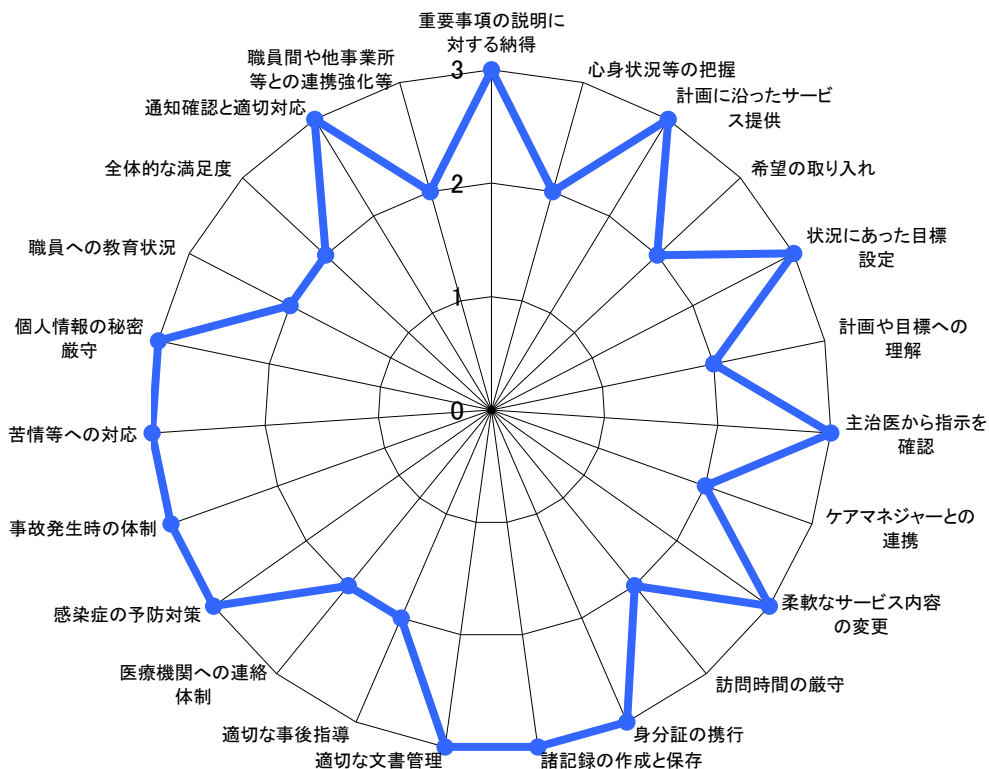 重要事項の説明に
対する納得
心身状況等の把握
計画に沿ったサービ
ス提供
希望の取り入れ
状況にあった目標
設定
計画や目標への
理解
主治医から指示を
確認
ケアマネジャーとの
連携
柔軟なサービス内容
の変更
訪問時間の厳守
身分証の携行
諸記録の作成と保存
適切な文書管理
適切な事後指導
医療機関への連絡
体制
感染症の予防対策
事故発生時の体制
苦情等への対応
個人情報の秘密
厳守
職員への教育状況
全体的な満足度
通知確認と適切対応
職員間や他事業所
等との連携強化等
3
2
1
0